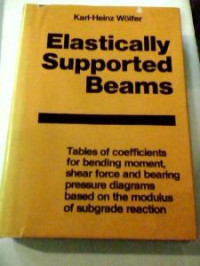 Karl-Heinz Wölfer
Elastically
Supported
Beams
Tables of coefficients
for bending moment,
shear force and bearing
pressure diagrams
based on the modulus
of subgrade reaction